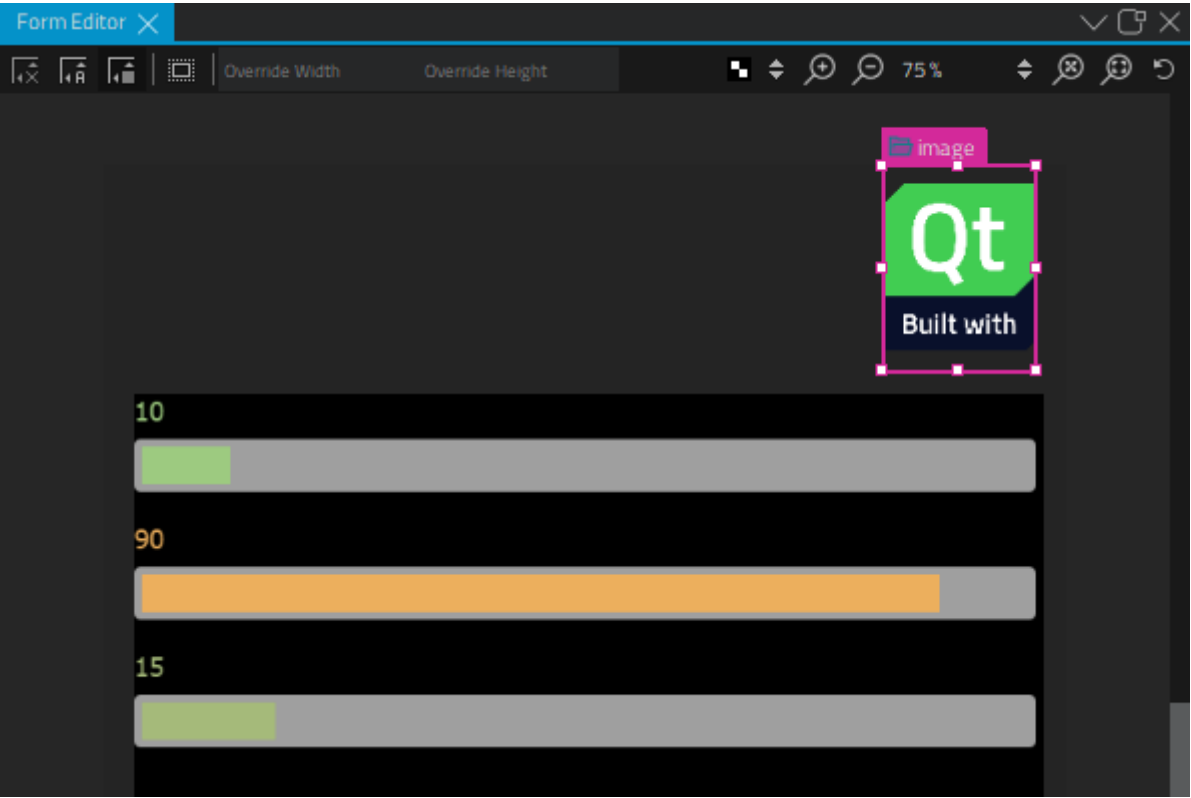 Form Editor
Override Width Override Height 75%
image
Qt
Built with
10
90
15